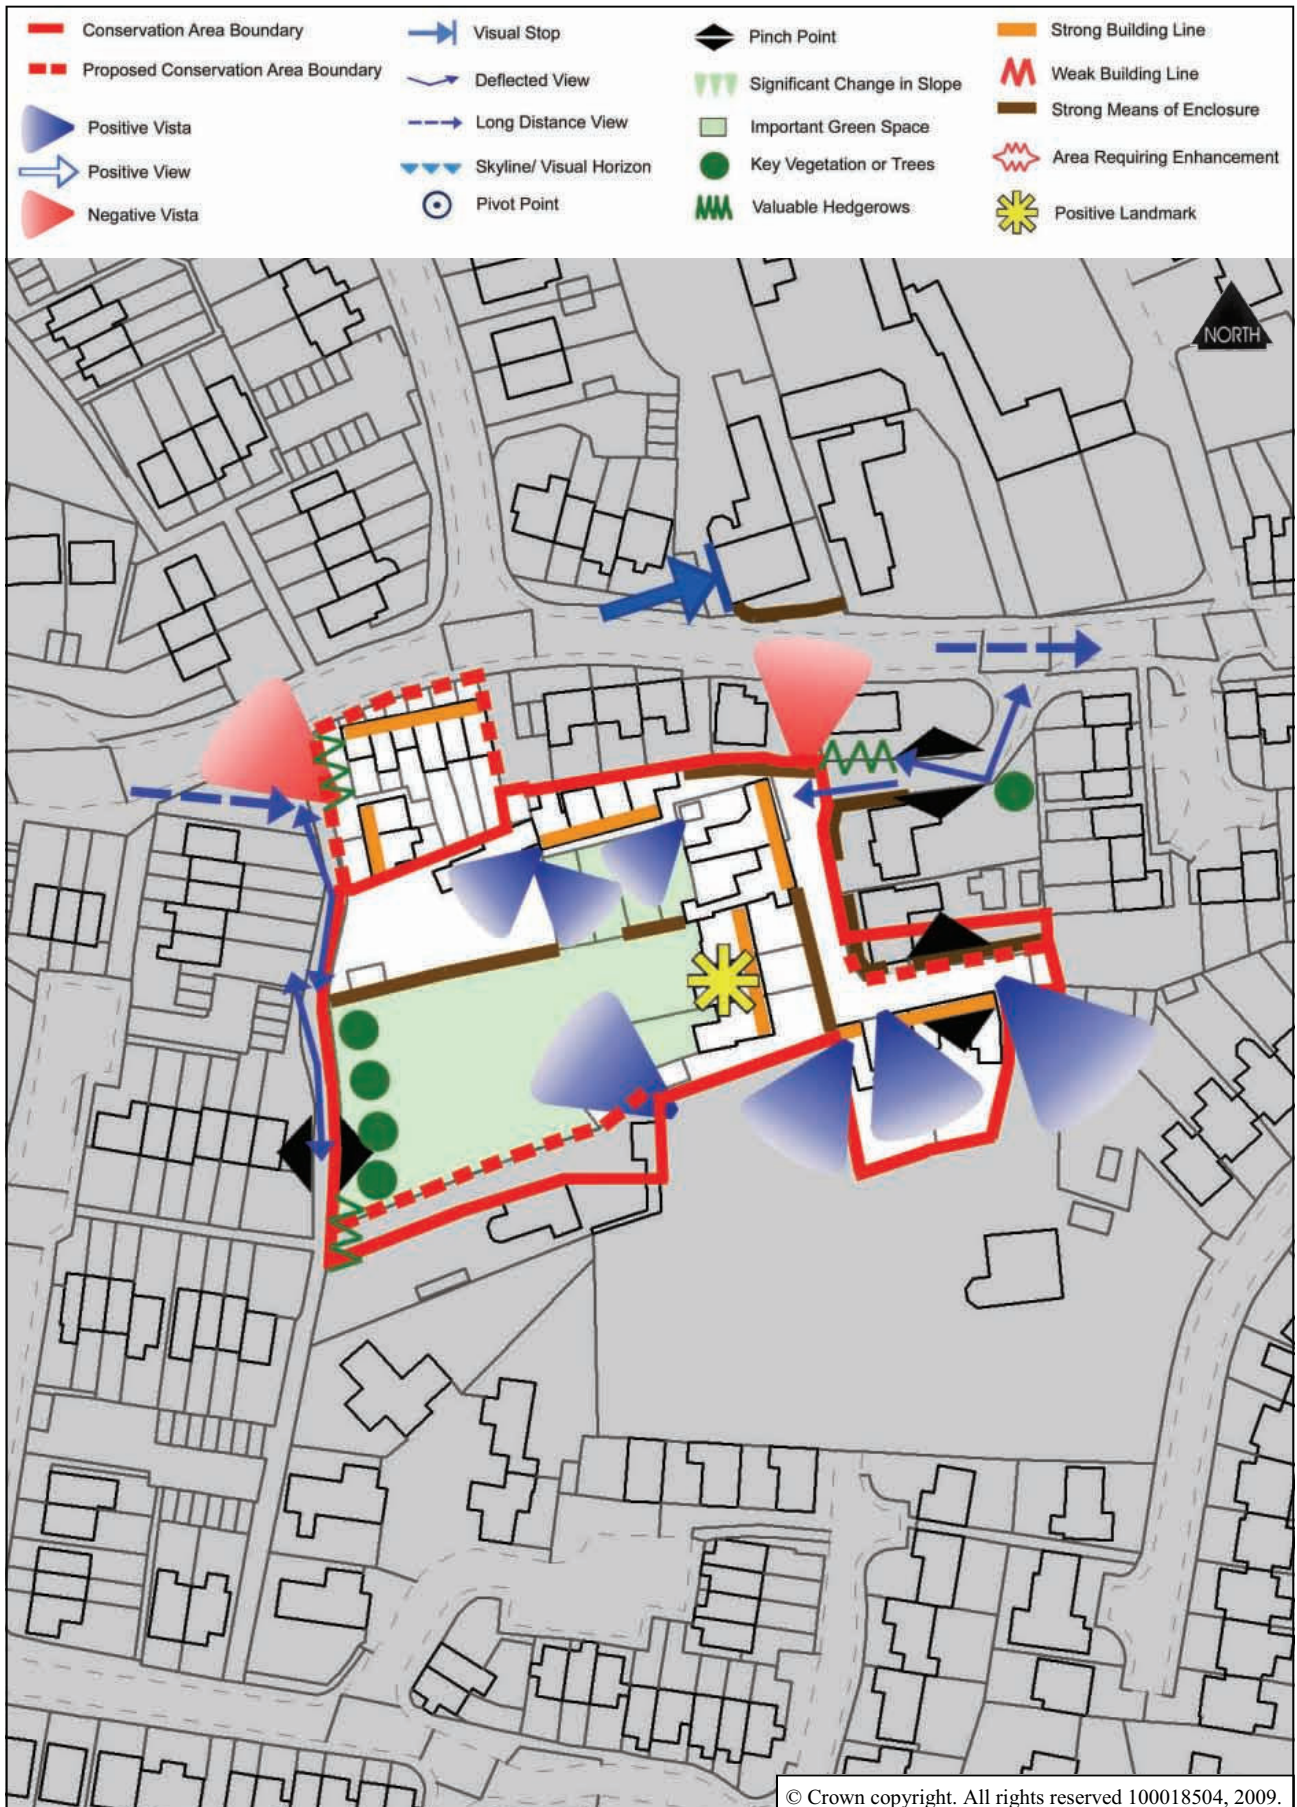 Conservation Area Boundary
Proposed Conservation Area Boundary
Positive Vista
Positive View
Negative Vista
Visual Stop
Deflected View
Long Distance View
Skyline/ Visual Horizon
Pivot Point
Pinch Point
Significant Change in Slope
Important Green Space
Key Vegetation or Trees
Valuable Hedgerows
Strong Building Line
Weak Building Line
Strong Means of Enclosure
Area Requiring Enhancement
Positive Landmark
NORTH
© Crown copyright. All rights reserved 100018504, 2009.